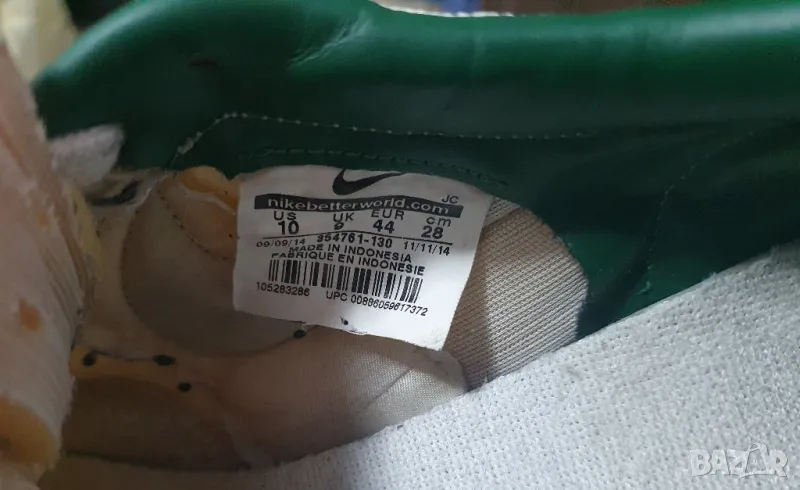 JC
nikebetterworld.com
US UK EUR cm
10 9 44 28
09/09/14 354761-130 11/11/14
MADE IN INDONESIA
FABRIQUE EN INDONESIE
105283286 UPC 00886059617372
BAZAR